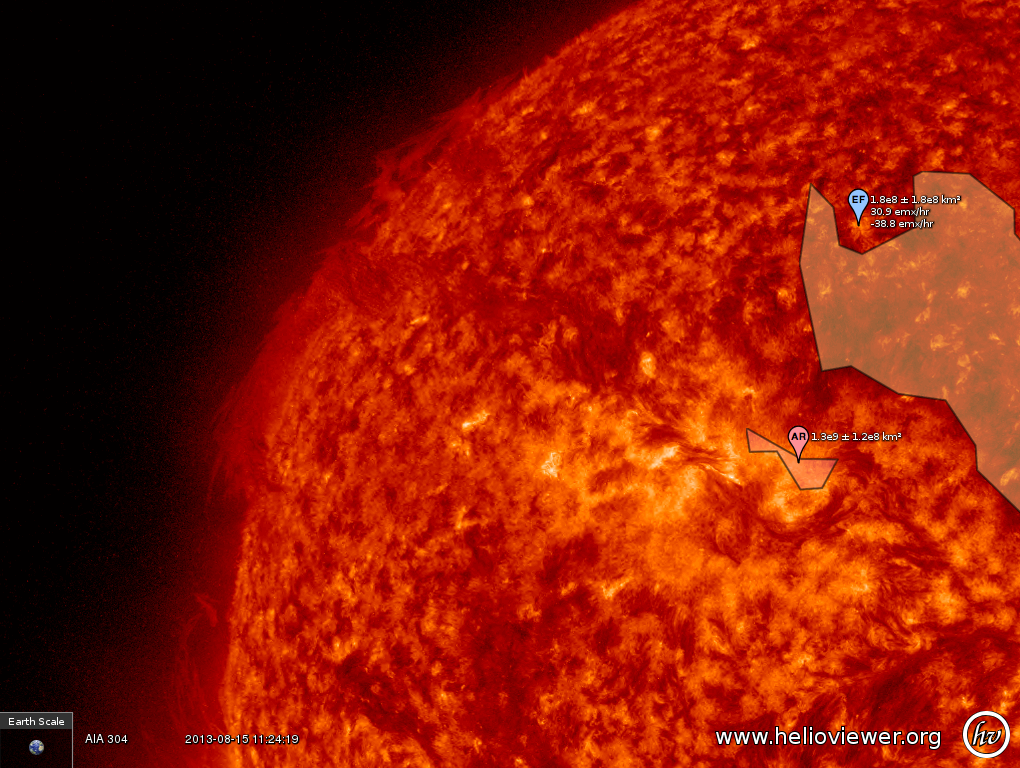 EF
1.8e8 ± 1.8e8 km²
30.9 emx/hr
-38.8 emx/hr
AR
1.3e9 ± 1.2e8 km²
Earth Scale
AIA 304
2013-08-15 11:24:19
www.helioviewer.org
hv